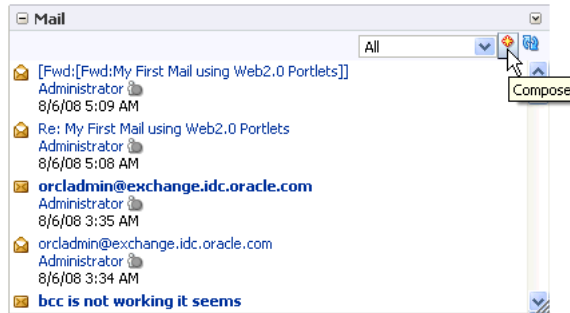 Mail
All
Compose
[Fwd:[Fwd:My First Mail using Web2.0 Portlets]]
Administrator
8/6/08 5:09 AM
Re: My First Mail using Web2.0 Portlets
Administrator
8/6/08 5:08 AM
orcladmin@exchange.idc.oracle.com
Administrator
8/6/08 3:35 AM
orcladmin@exchange.idc.oracle.com
Administrator
8/6/08 3:34 AM
bcc is not working it seems